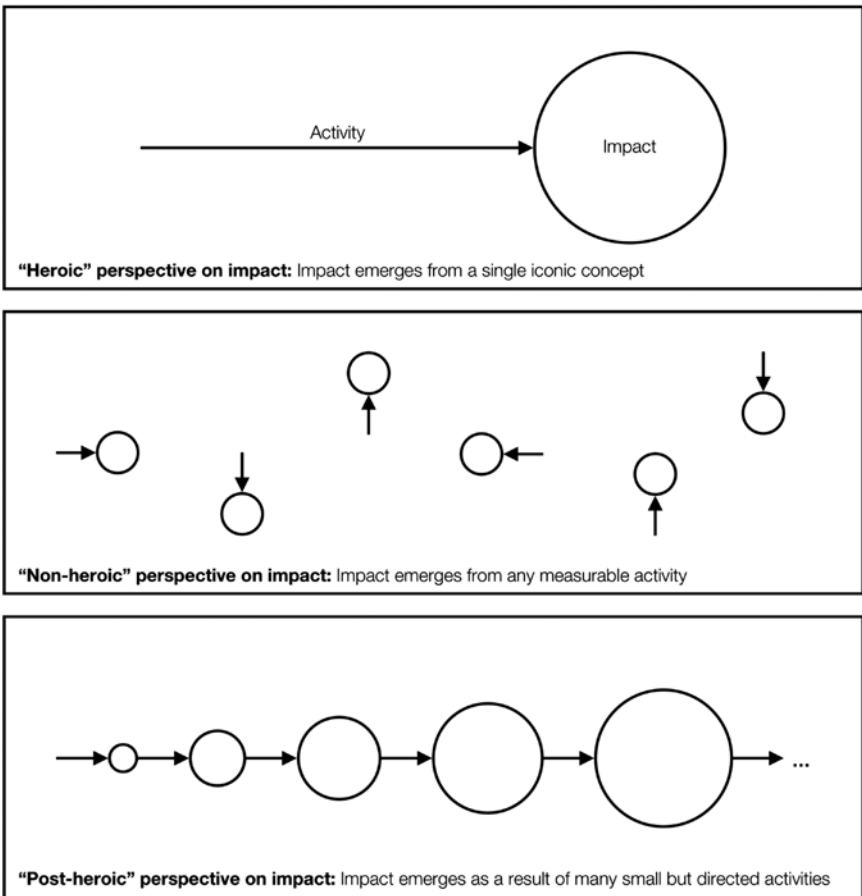 Activity
Impact
“Heroic” perspective on impact: Impact emerges from a single iconic concept
“Non-heroic” perspective on impact: Impact emerges from any measurable activity
...
“Post-heroic” perspective on impact: Impact emerges as a result of many small but directed activities